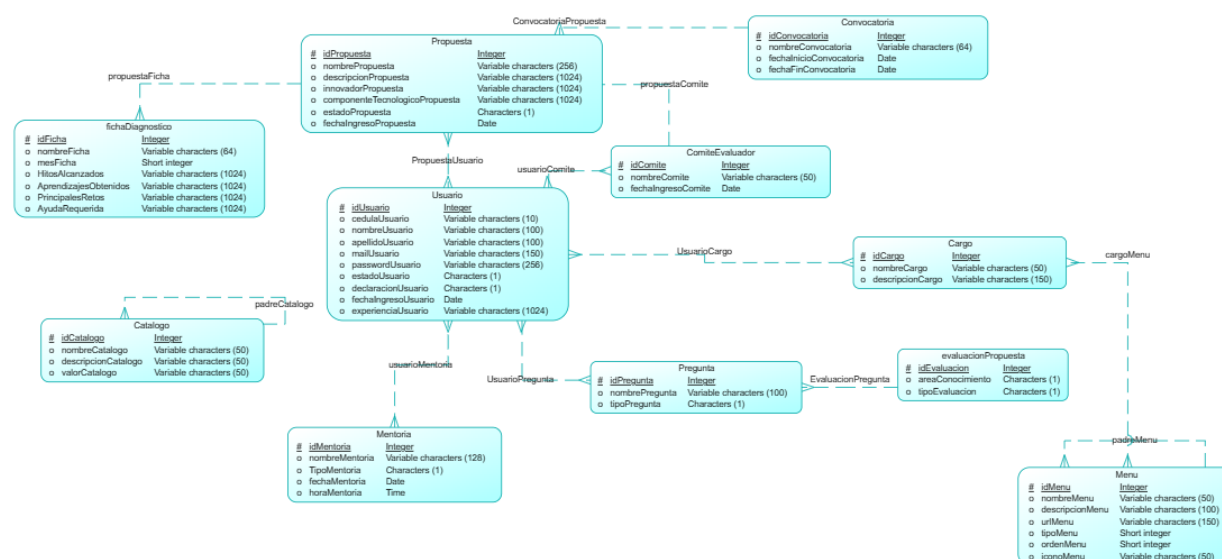 ConvocatoriaPropuesta
Convocatoria
# idConvocatoria Integer
o nombreConvocatoria Variable characters (64)
o fechaInicioConvocatoria Date
o fechaFinConvocatoria Date
Propuesta
# idPropuesta Integer
o nombrePropuesta Variable characters (256)
o descripcionPropuesta Variable characters (1024)
o innovadorPropuesta Variable characters (1024)
o componenteTecnologicoPropuesta Variable characters (1024)
o estadoPropuesta Characters (1)
o fechaIngresoPropuesta Date
propuestaFicha
propuestaComite
fichaDiagnostico
# idFicha Integer
o nombreFicha Variable characters (64)
o mesFicha Short integer
o HitosAlcanzados Variable characters (1024)
o AprendizajesObtenidos Variable characters (1024)
o PrincipalesRetos Variable characters (1024)
o AyudaRequerida Variable characters (1024)
PropuestaUsuario
usuarioComite
ComiteEvaluador
# idComite Integer
o nombreComite Variable characters (50)
o fechaIngresoComite Date
Usuario
# idUsuario Integer
o cedulaUsuario Variable characters (10)
o nombreUsuario Variable characters (100)
o apellidoUsuario Variable characters (100)
o mailUsuario Variable characters (150)
o passwordUsuario Variable characters (256)
o estadoUsuario Characters (1)
o declaracionUsuario Characters (1)
o fechaIngresoUsuario Date
o experienciaUsuario Variable characters (1024)
UsuarioCargo
Cargo
# idCargo Integer
o nombreCargo Variable characters (50)
o descripcionCargo Variable characters (150)
cargoMenu
padreCatalogo
Catalogo
# idCatalogo Integer
o nombreCatalogo Variable characters (50)
o descripcionCatalogo Variable characters (50)
o valorCatalogo Variable characters (50)
usuarioMentoria
UsuarioPregunta
Pregunta
# idPregunta Integer
o nombrePregunta Variable characters (100)
o tipoPregunta Characters (1)
EvaluacionPregunta
evaluacionPropuesta
# idEvaluacion Integer
o areaConocimiento Characters (1)
o tipoEvaluacion Characters (1)
Mentoria
# idMentoria Integer
o nombreMentoria Variable characters (128)
o TipoMentoria Characters (1)
o fechaMentoria Date
o horaMentoria Time
padreMenu
Menu
# idMenu Integer
o nombreMenu Variable characters (50)
o descripcionMenu Variable characters (100)
o urlMenu Variable characters (150)
o tipoMenu Short integer
o ordenMenu Short integer
o iconoMenu Variable characters (50)